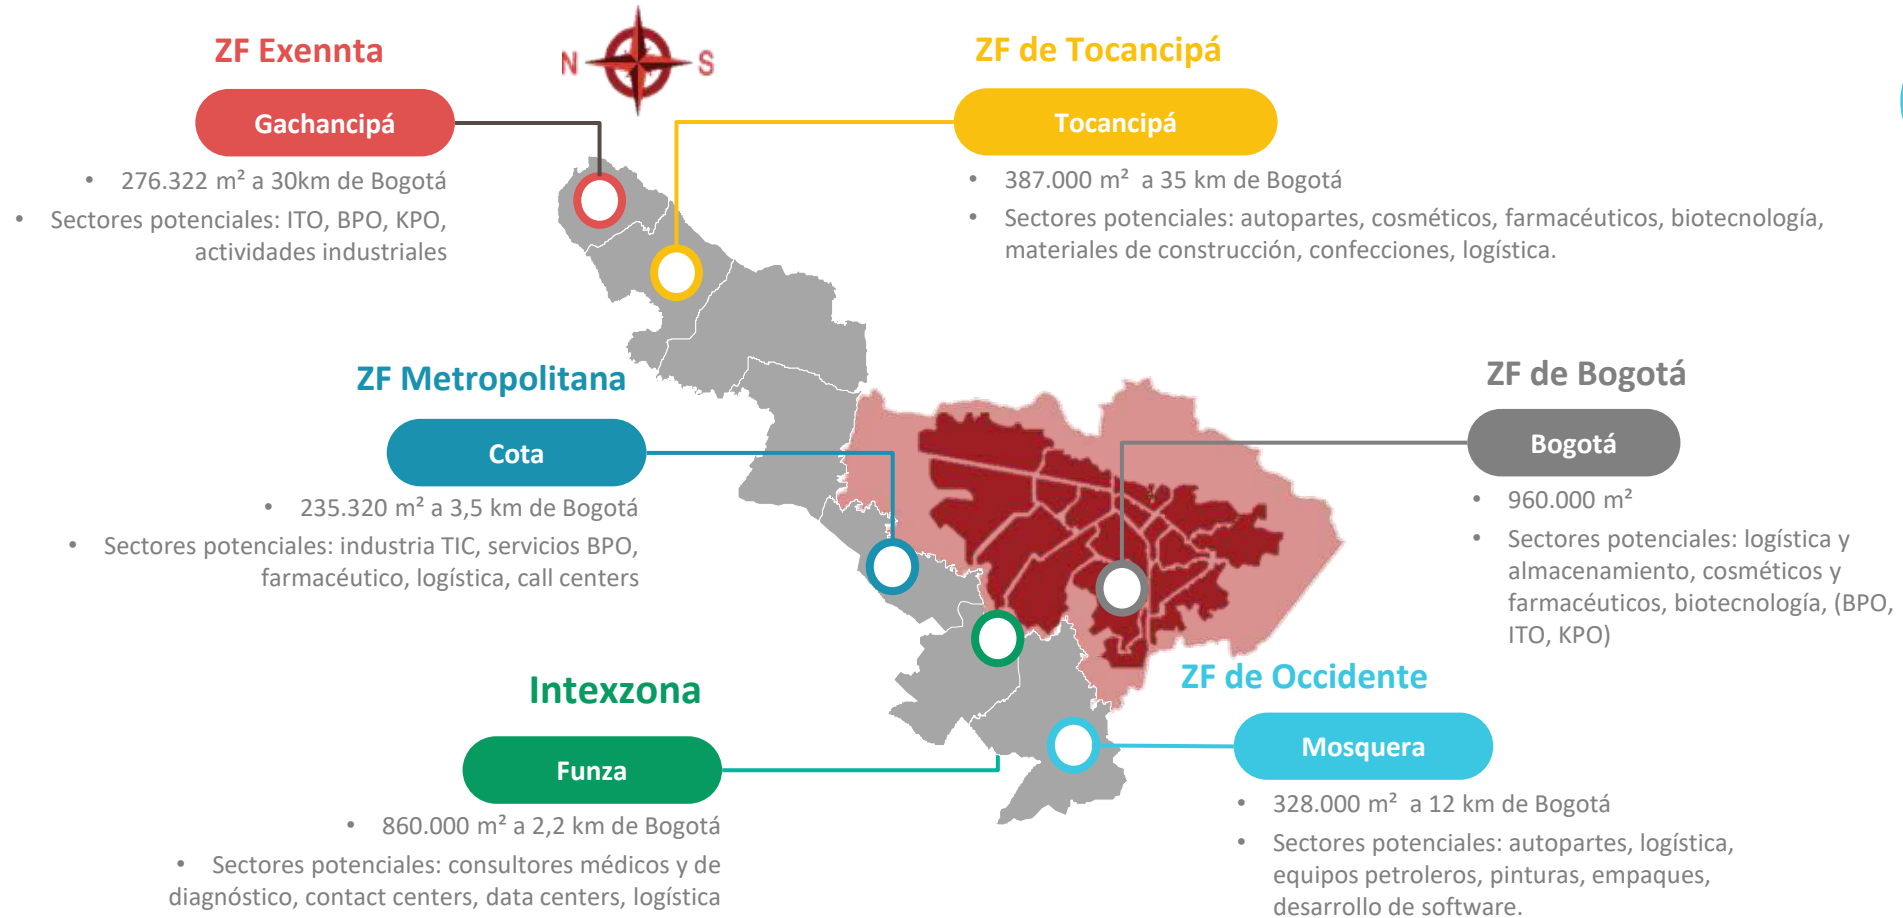 N
S
ZF Exennta
Gachancipá
• 276.322 m² a 30km de Bogotá
• Sectores potenciales: ITO, BPO, KPO,
actividades industriales
ZF de Tocancipá
Tocancipá
• 387.000 m² a 35 km de Bogotá
• Sectores potenciales: autopartes, cosméticos, farmacéuticos, biotecnología,
materiales de construcción, confecciones, logística.
ZF Metropolitana
Cota
• 235.320 m² a 3,5 km de Bogotá
• Sectores potenciales: industria TIC, servicios BPO,
farmacéutico, logística, call centers
ZF de Bogotá
Bogotá
• 960.000 m²
• Sectores potenciales: logística y
almacenamiento, cosméticos y
farmacéuticos, biotecnología, (BPO,
ITO, KPO)
Intexzona
Funza
• 860.000 m² a 2,2 km de Bogotá
• Sectores potenciales: consultores médicos y de
diagnóstico, contact centers, data centers, logística
ZF de Occidente
Mosquera
• 328.000 m² a 12 km de Bogotá
• Sectores potenciales: autopartes, logística,
equipos petroleros, pinturas, empaques,
desarrollo de software.